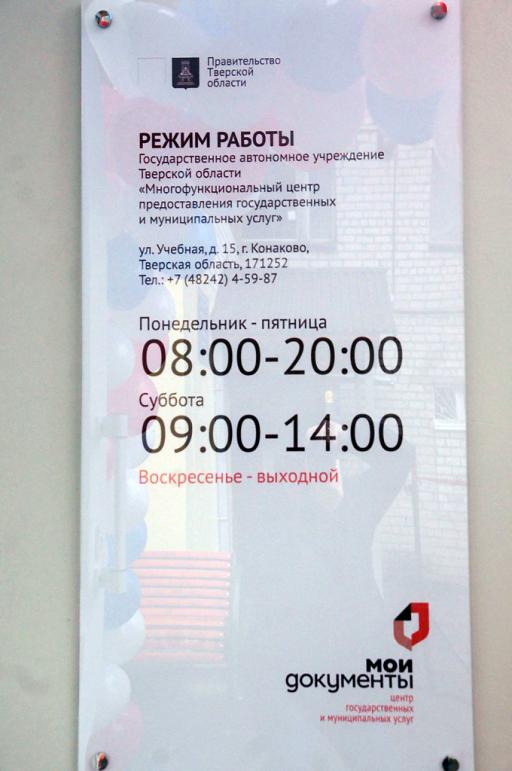 Правительство
Тверской
области
РЕЖИМ РАБОТЫ
Государственное автономное учреждение
Тверской области
«Многофункциональный центр
предоставления государственных
и муниципальных услуг»
ул. Учебная, д. 15, г. Конаково,
Тверская область, 171252
Тел.: +7 (48242) 4-59-87
Понедельник - пятница
08:00-20:00
Суббота
09:00-14:00
Воскресенье - выходной
мои
документы
центр
государственных
и муниципальных услуг